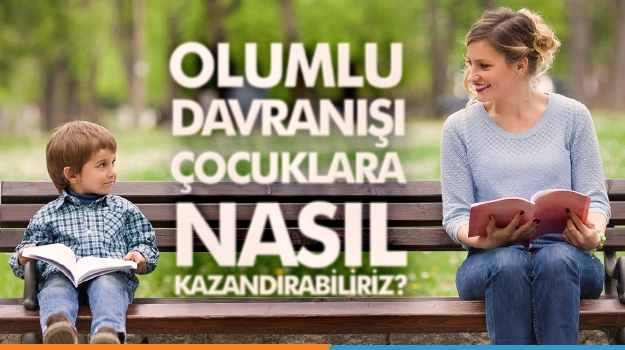 OLUMLU
DAVRANIŞI
ÇOCUKLARA
NASIL
KAZANDIRABİLİRİZ?